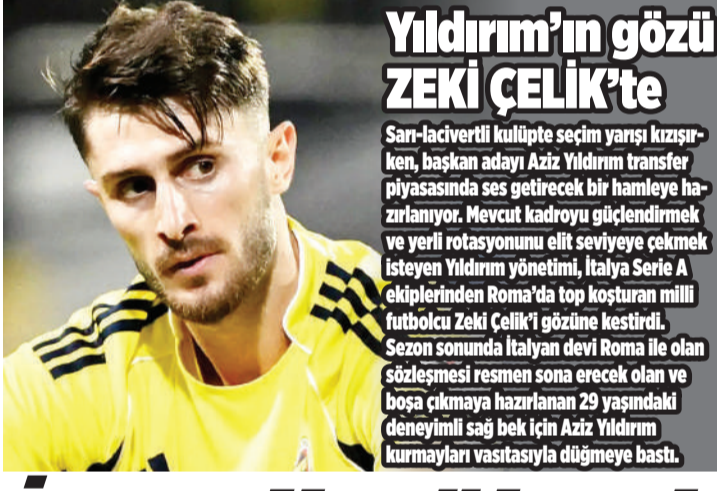 Yıldırım’ın gözü
ZEKİ ÇELİK’te
Sarı-lacivertli kulüpte seçim yarışı kızışır-
ken, başkan adayı Aziz Yıldırım transfer
piyasasında ses getirecek bir hamleye ha-
zırlanıyor. Mevcut kadroyu güçlendirmek
ve yerli rotasyonunu elit seviyeye çekmek
isteyen Yıldırım yönetimi, İtalya Serie A
ekiplerinden Roma’da top koşturan milli
futbolcu Zeki Çelik’i gözüne kestirdi.
Sezon sonunda İtalyan devi Roma ile olan
sözleşmesi resmen sona erecek olan ve
boşa çıkmaya hazırlanan 29 yaşındaki
deneyimli sağ bek için Aziz Yıldırım
kurmayları vasıtasıyla düğmeye bastı.